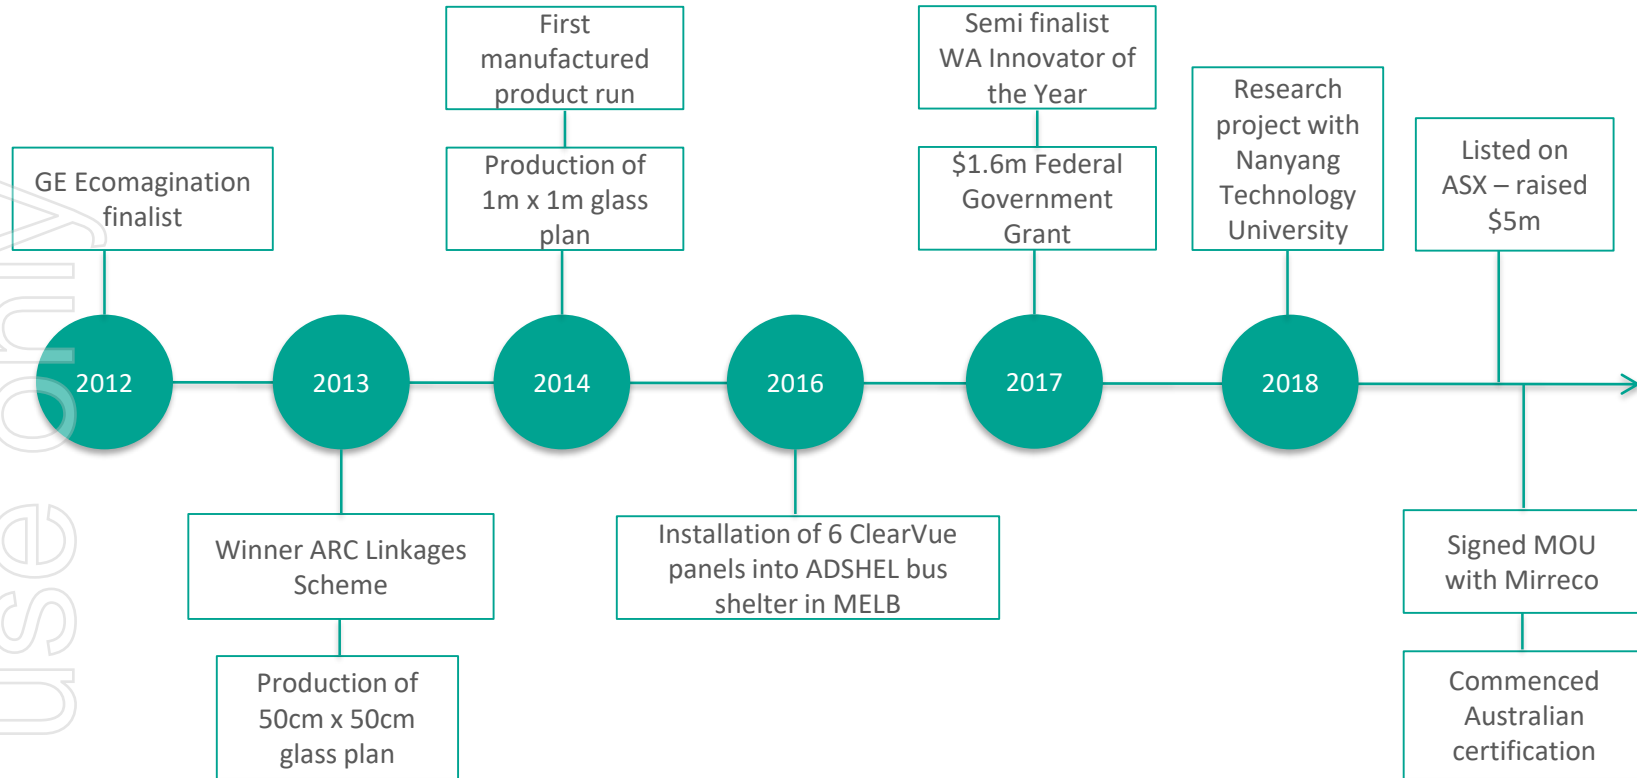 First
manufactured
product run
Semi finalist
WA Innovator of
the Year
GE Ecomagination
finalist
Production of
1m x 1m glass
plan
$1.6m Federal
Government
Grant
Research
project with
Nanyang
Technology
University
Listed on
ASX – raised
$5m
2012
2013
2014
2016
2017
2018
Winner ARC Linkages
Scheme
Production of
50cm x 50cm
glass plan
Installation of 6 ClearVue
panels into ADSHEL bus
shelter in MELB
Signed MOU
with Mirreco
Commenced
Australian
certification
use only